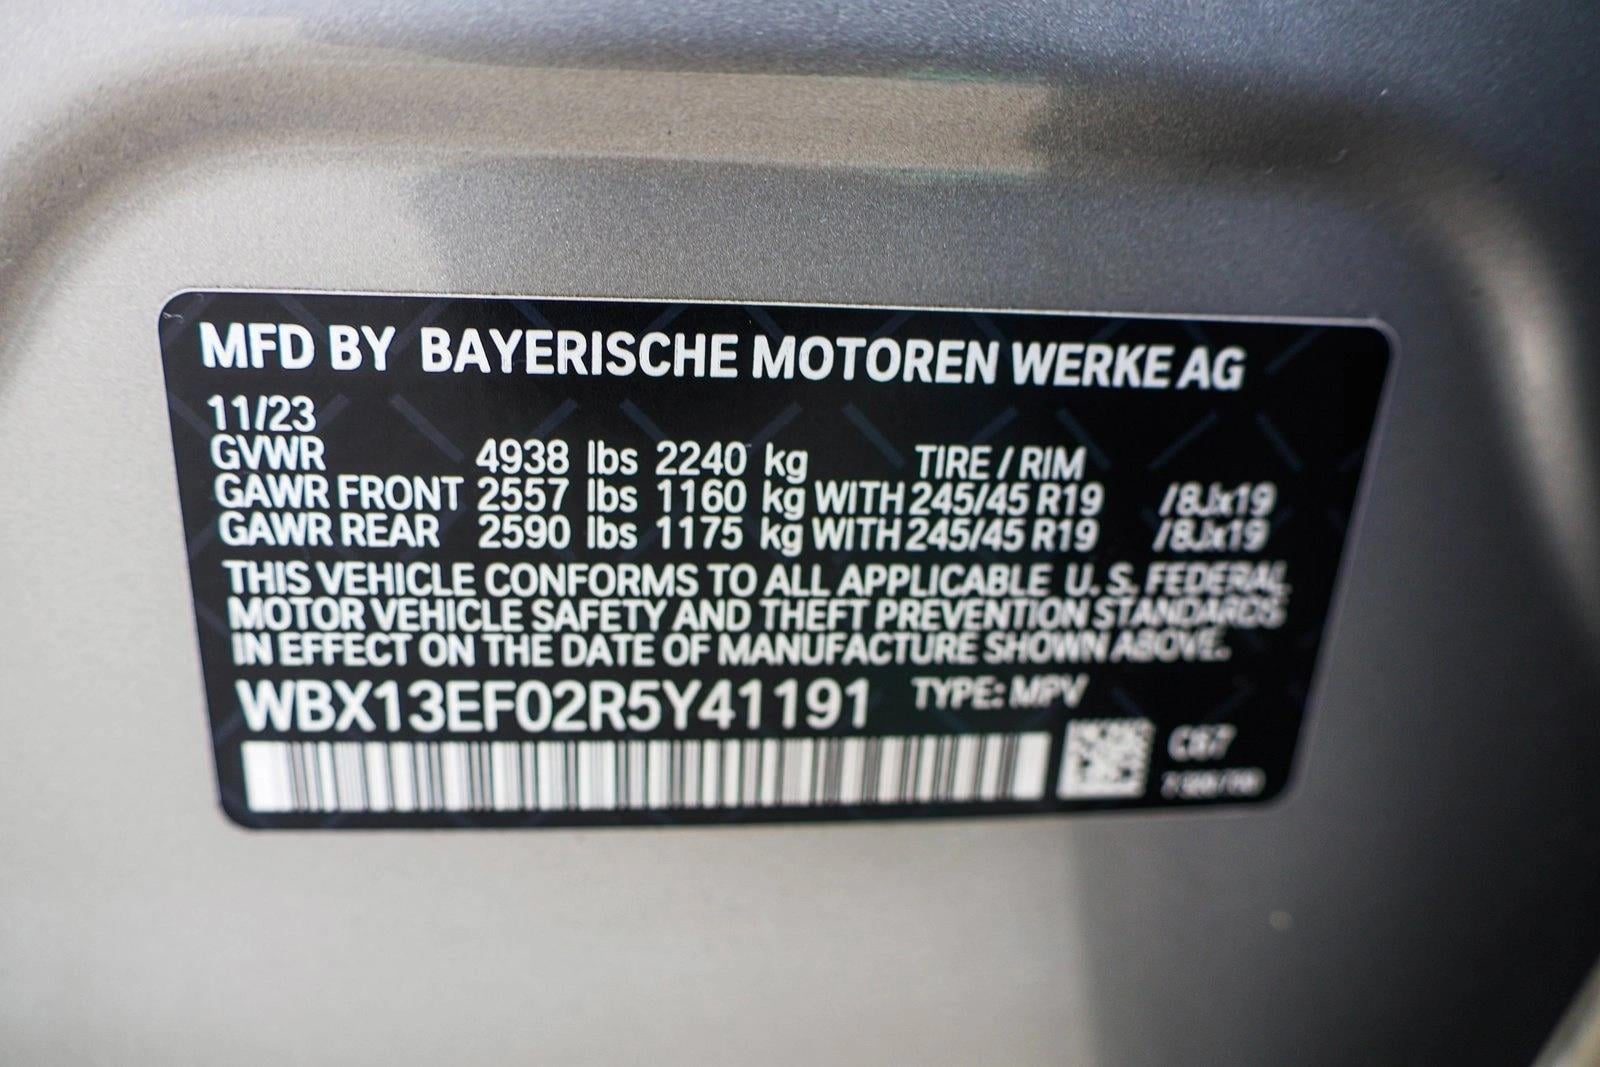 MFD BY BAYERISCHE MOTOREN WERKE AG
11/23
GVWR 4938 lbs 2240 kg TIRE / RIM
GAWR FRONT 2557 lbs 1160 kg WITH 245/45 R19 /8Jx19
GAWR REAR 2590 lbs 1175 kg WITH 245/45 R19 /8Jx19
THIS VEHICLE CONFORMS TO ALL APPLICABLE U. S. FEDERAL
MOTOR VEHICLE SAFETY AND THEFT PREVENTION STANDARDS
IN EFFECT ON THE DATE OF MANUFACTURE SHOWN ABOVE.
WBX13EF02R5Y41191 TYPE: MPV